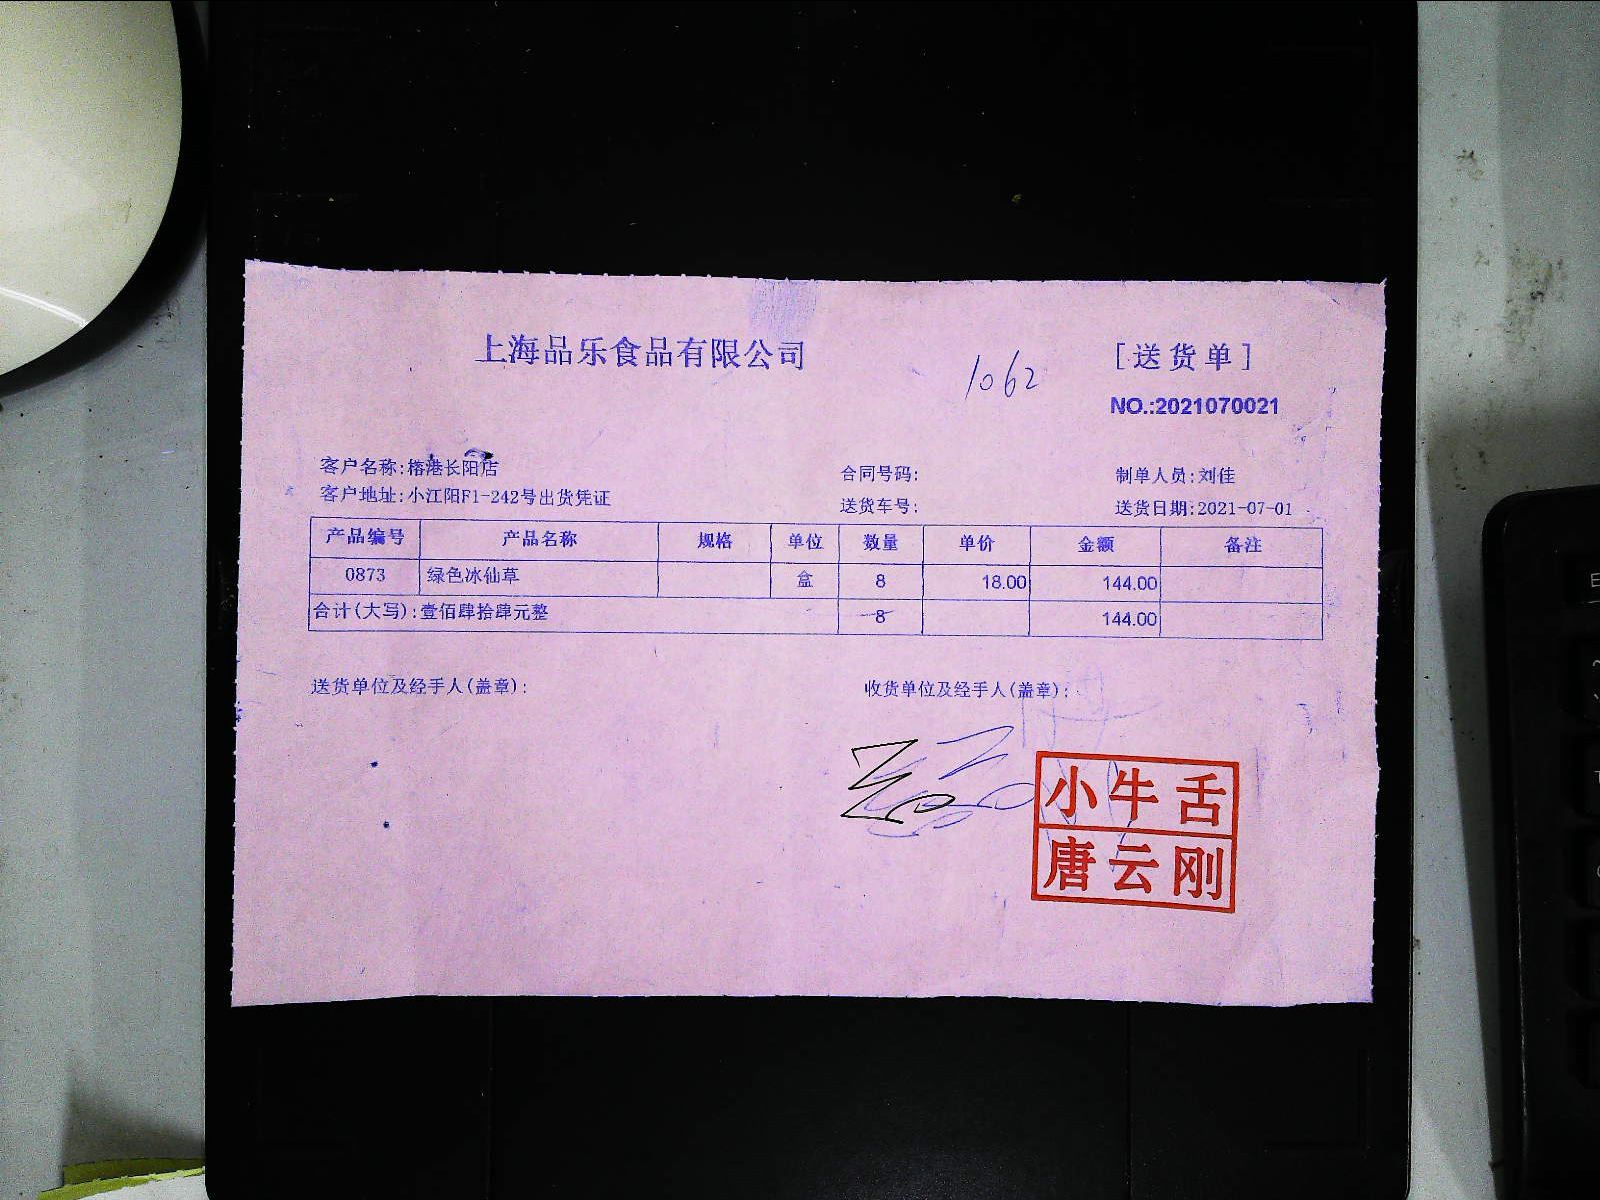 上海品乐食品有限公司
1062
[送货单]
NO.:2021070021
客户名称:榕港长阳店
合同号码:
制单人员:刘佳
客户地址:小江阳F1-242号出货凭证
送货车号:
送货日期:2021-07-01
产品编号 产品名称 规格 单位 数量 单价 金额 备注
0873 绿色冰仙草 盒 8 18.00 144.00
合计(大写):壹佰肆拾肆元整 8 144.00
送货单位及经手人(盖章):
收货单位及经手人(盖章):
小牛舌
唐云刚